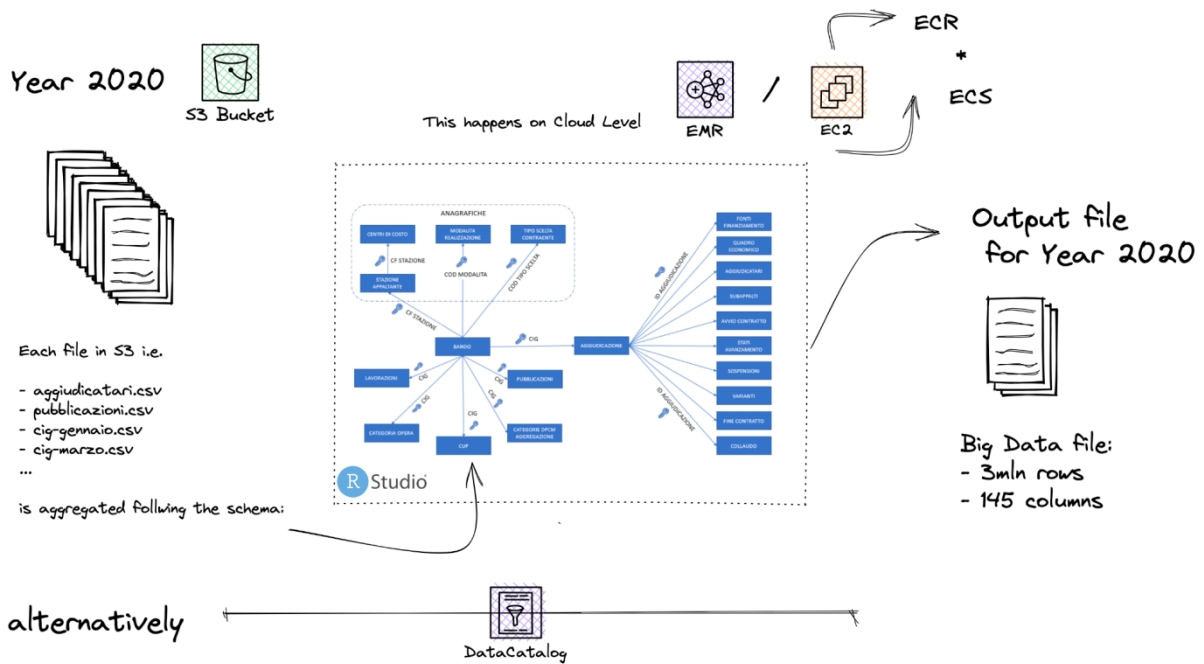 Year 2020
S3 Bucket
This happens on Cloud Level
EMR
/
EC2
ECR
*
ECS
Each file in S3 i.e.
- aggiudicatari.csv
- pubblicazioni.csv
- cig-gennaio.csv
- cig-marzo.csv
...
is aggregated follwing the schema:
ANAGRAFICHE
CENTRI DI COSTO
MODALITA
REALIZZAZIONE
TIPO SCELTA
CONTRAENTE
CF STAZIONE
COD MODALITA
COD TIPO SCELTA
STAZIONE
APPALTANTE
CF STAZIONE
BANDO
CIG
AGGIUDICAZIONE
LAVORAZIONI
CIG
CIG
PUBBLICAZIONI
CIG
CIG
CIG
CATEGORIA OPERA
CUP
CATEGORIE DPCM
AGGREGAZIONE
ID AGGIUDICAZIONE
ID AGGIUDICAZIONE
FONTI
FINANZIAMENTO
QUADRO
ECONOMICO
AGGIUDICATARI
SUBAPPALTI
AVVIO CONTRATTO
STATI
AVANZAMENTO
SOSPENSIONI
VARIANTI
FINE CONTRATTO
COLLAUDO
R Studio
Output file
for Year 2020
Big Data file:
- 3mln rows
- 145 columns
alternatively
DataCatalog